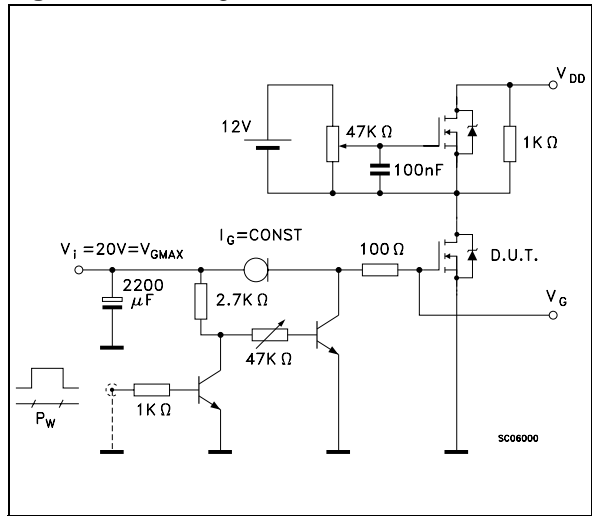 V DD
12V
47K Ω
1K Ω
100nF
V i =20V=V GMAX
I G =CONST
100 Ω
D.U.T.
2200
μF
2.7K Ω
V G
47K Ω
1K Ω
P W
SC06000